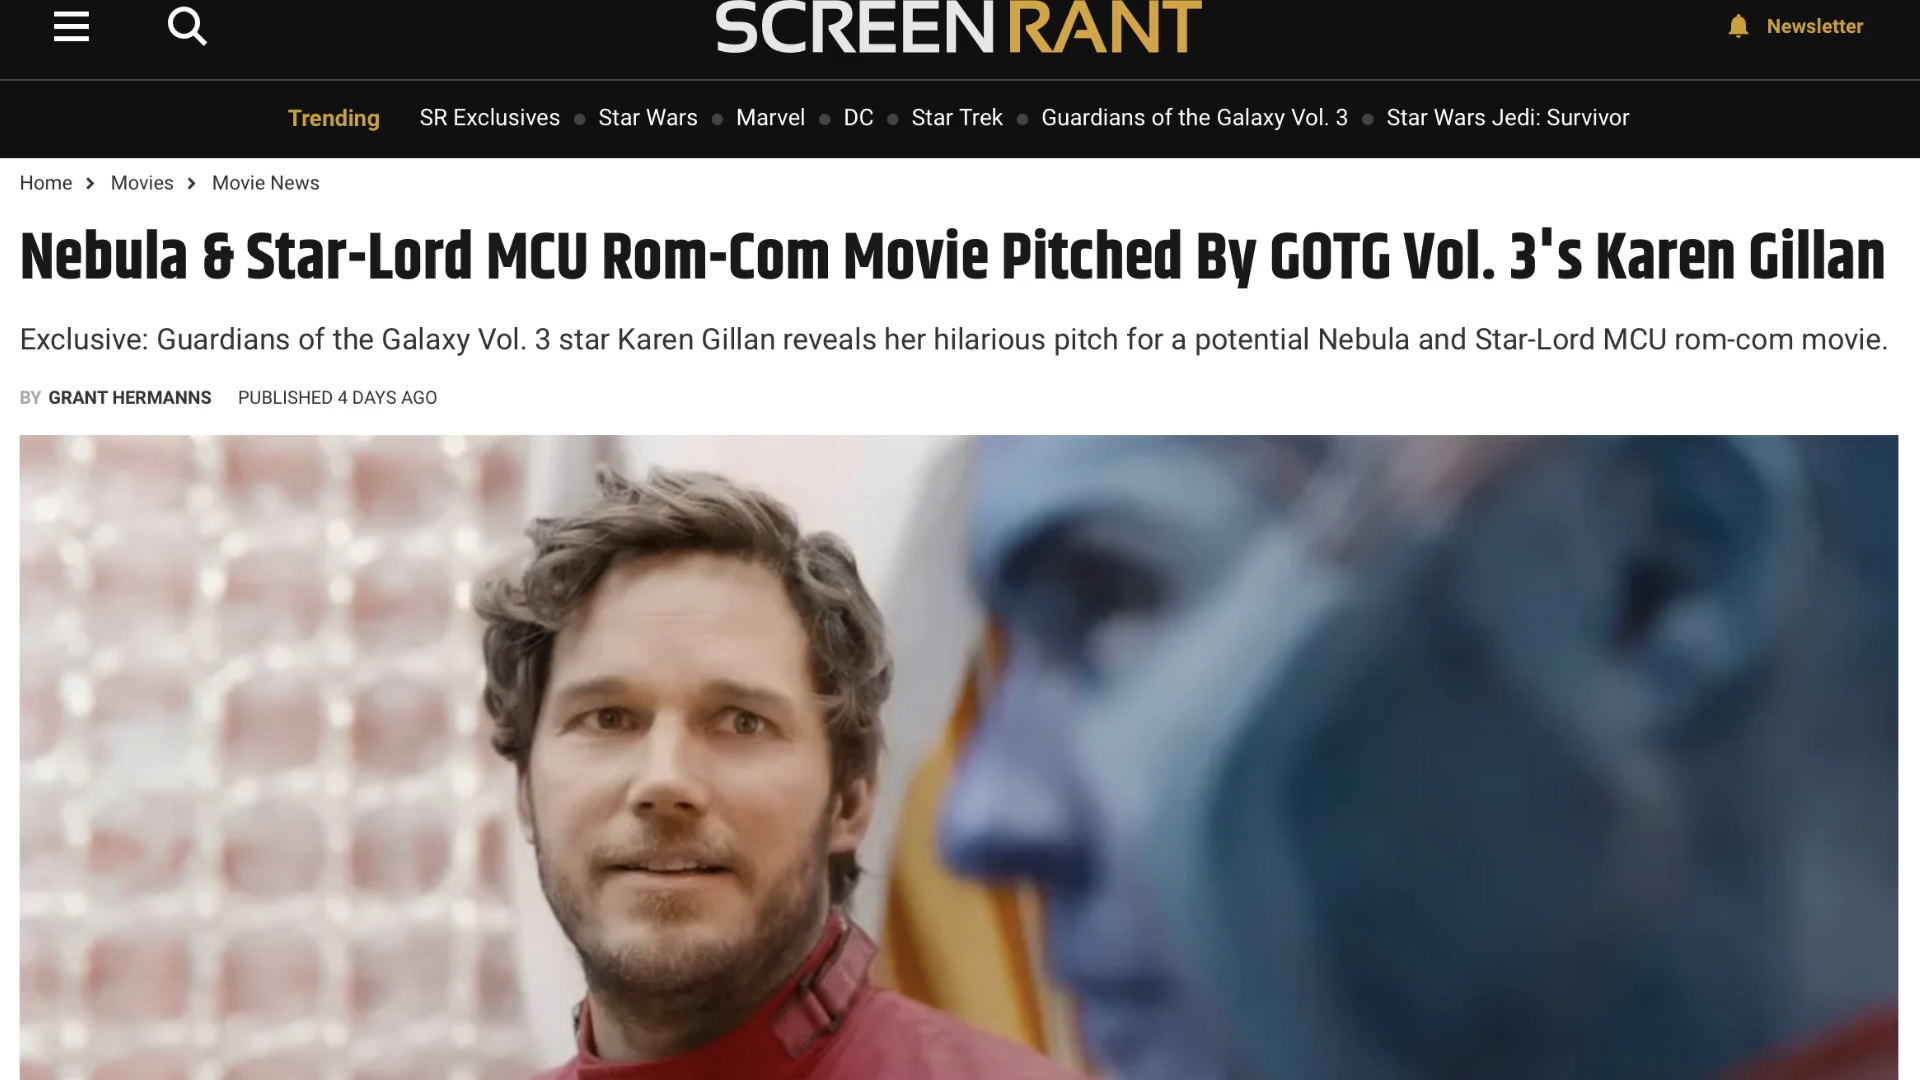 SCREENRANT
Newsletter
Trending SR Exclusives Star Wars Marvel DC Star Trek Guardians of the Galaxy Vol. 3 Star Wars Jedi: Survivor
Home Movies Movie News
Nebula & Star-Lord MCU Rom-Com Movie Pitched By GOTG Vol. 3's Karen Gillan
Exclusive: Guardians of the Galaxy Vol. 3 star Karen Gillan reveals her hilarious pitch for a potential Nebula and Star-Lord MCU rom-com movie.
BY GRANT HERMANNS PUBLISHED 4 DAYS AGO